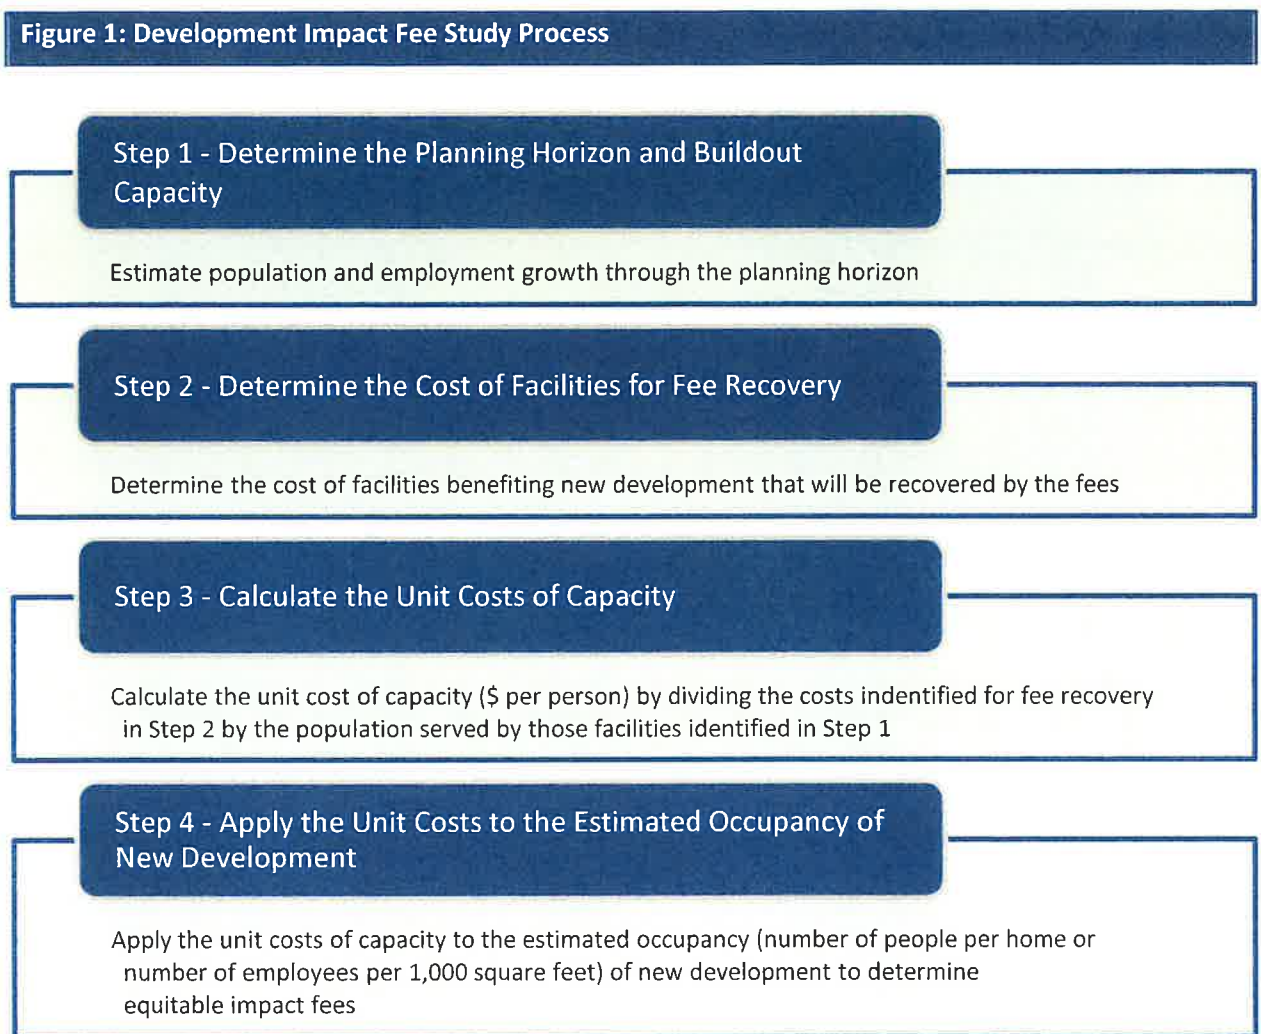 Figure 1: Development Impact Fee Study Process
Step 1 - Determine the Planning Horizon and Buildout
Capacity
Estimate population and employment growth through the planning horizon
Step 2 - Determine the Cost of Facilities for Fee Recovery
Determine the cost of facilities benefiting new development that will be recovered by the fees
Step 3 - Calculate the Unit Costs of Capacity
Calculate the unit cost of capacity ($ per person) by dividing the costs indentified for fee recovery
in Step 2 by the population served by those facilities identified in Step 1
Step 4 - Apply the Unit Costs to the Estimated Occupancy of
New Development
Apply the unit costs of capacity to the estimated occupancy (number of people per home or
number of employees per 1,000 square feet) of new development to determine
equitable impact fees